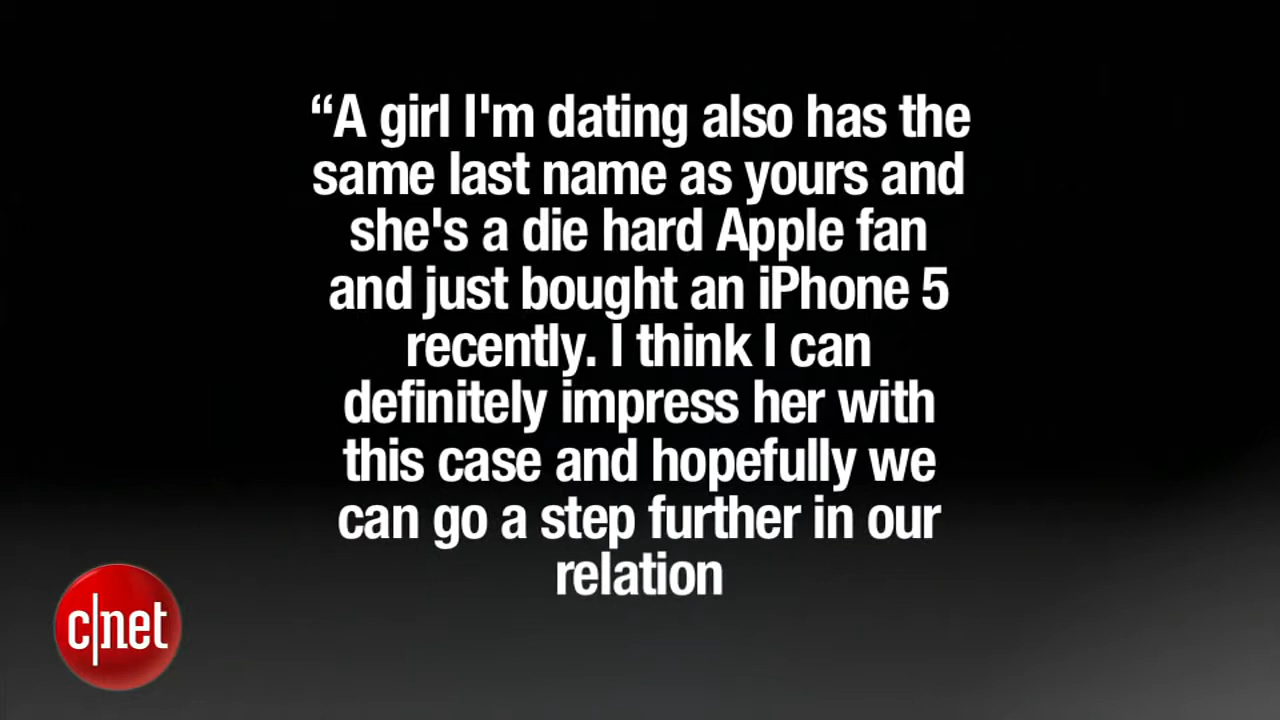 “A girl I'm dating also has the
same last name as yours and
she's a die hard Apple fan
and just bought an iPhone 5
recently. I think I can
definitely impress her with
this case and hopefully we
can go a step further in our
relation
c|net